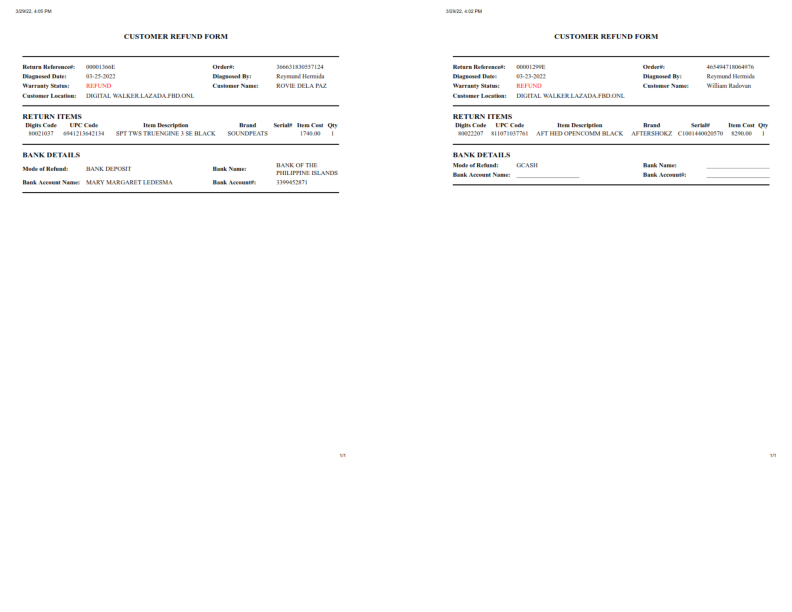 3/29/22, 4:05 PM
CUSTOMER REFUND FORM
Return Reference#: 00001366E Order#: 366631830557124
Diagnosed Date: 03-25-2022 Diagnosed By: Reymund Hermida
Warranty Status: REFUND Customer Name: ROVIE DELA PAZ
Customer Location: DIGITAL WALKER.LAZADA.FBD.ONL
RETURN ITEMS
Digits Code UPC Code Item Description Brand Serial# Item Cost Qty
80021037 6941213642134 SPT TWS TRUENGINE 3 SE BLACK SOUNDPEATS 1740.00 1
BANK DETAILS
Mode of Refund: BANK DEPOSIT Bank Name: BANK OF THE PHILIPPINE ISLANDS
Bank Account Name: MARY MARGARET LEDESMA Bank Account#: 3399452871
1/1
3/29/22, 4:02 PM
CUSTOMER REFUND FORM
Return Reference#: 00001299E Order#: 465494718064976
Diagnosed Date: 03-23-2022 Diagnosed By: Reymund Hermida
Warranty Status: REFUND Customer Name: William Radovan
Customer Location: DIGITAL WALKER.LAZADA.FBD.ONL
RETURN ITEMS
Digits Code UPC Code Item Description Brand Serial# Item Cost Qty
80022207 811071037761 AFT HED OPENCOMM BLACK AFTERSHOKZ C1001440020570 8290.00 1
BANK DETAILS
Mode of Refund: GCASH Bank Name:
Bank Account Name: Bank Account#:
1/1